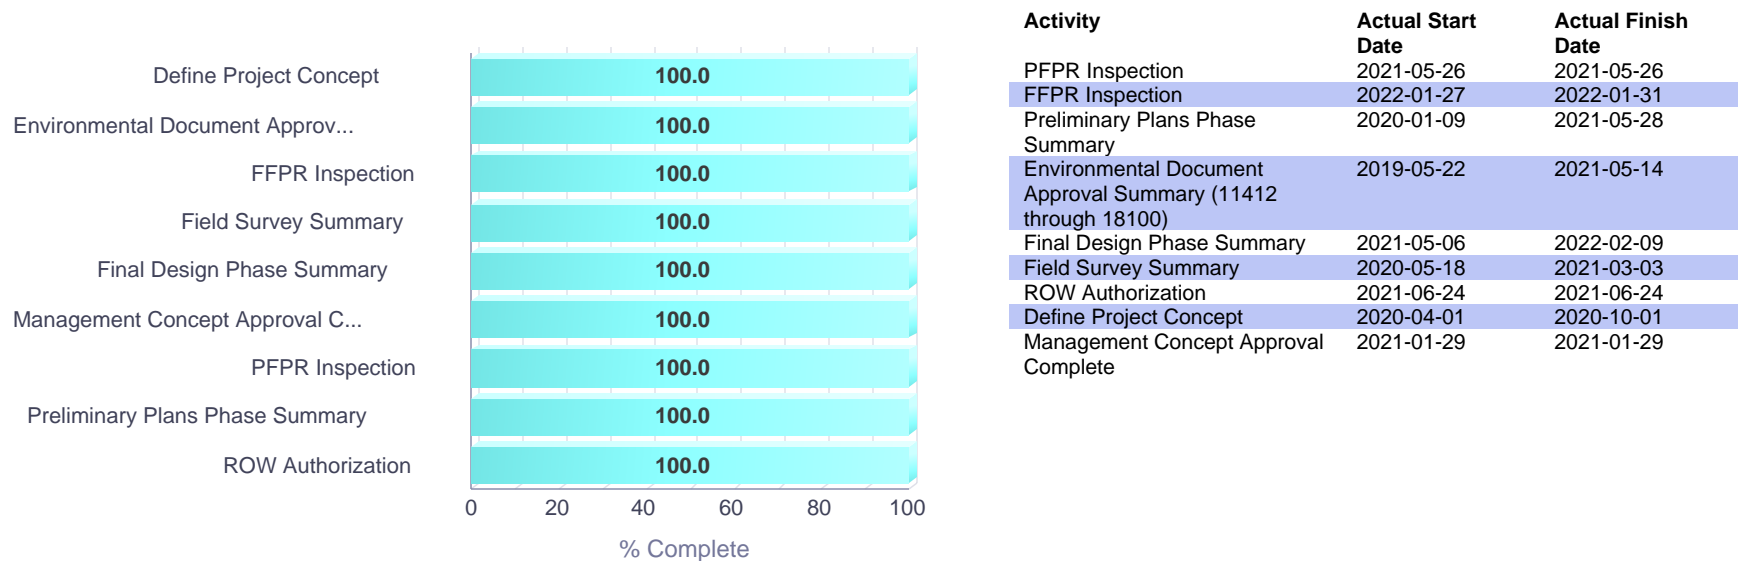 Define Project Concept
100.0
Environmental Document Approv...
100.0
FFPR Inspection
100.0
Field Survey Summary
100.0
Final Design Phase Summary
100.0
Management Concept Approval C...
100.0
PFPR Inspection
100.0
Preliminary Plans Phase Summary
100.0
ROW Authorization
100.0
0 20 40 60 80 100
% Complete
Activity Actual Start Actual Finish
Date Date
PFPR Inspection 2021-05-26 2021-05-26
FFPR Inspection 2022-01-27 2022-01-31
Preliminary Plans Phase 2020-01-09 2021-05-28
Summary
Environmental Document 2019-05-22 2021-05-14
Approval Summary (11412
through 18100)
Final Design Phase Summary 2021-05-06 2022-02-09
Field Survey Summary 2020-05-18 2021-03-03
ROW Authorization 2021-06-24 2021-06-24
Define Project Concept 2020-04-01 2020-10-01
Management Concept Approval 2021-01-29 2021-01-29
Complete